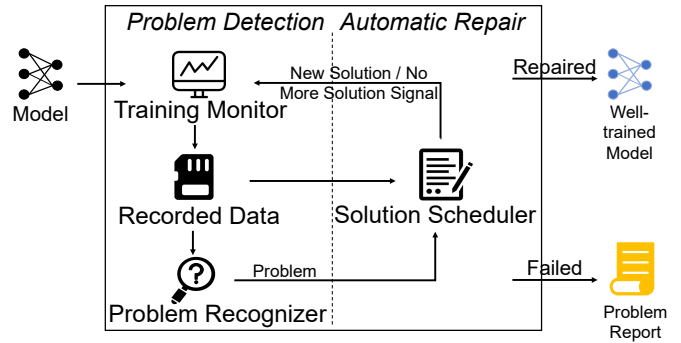 Problem Detection
Automatic Repair
Model
Training Monitor
New Solution / No
More Solution Signal
Repaired
Well-
trained
Model
Recorded Data
Solution Scheduler
?
Problem
Problem Recognizer
Failed
Problem
Report